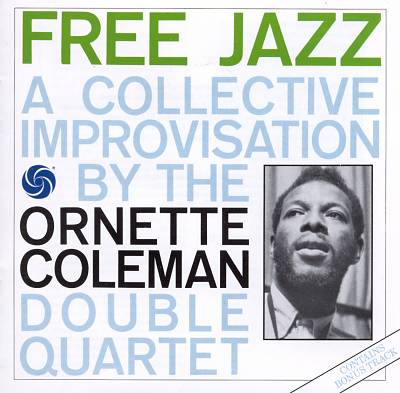 FREE JAZZ
A COLLECTIVE
IMPROVISATION
BY THE
ORNETTE
COLEMAN
DOUBLE
QUARTET
CONTAINS
BONUS TRACK